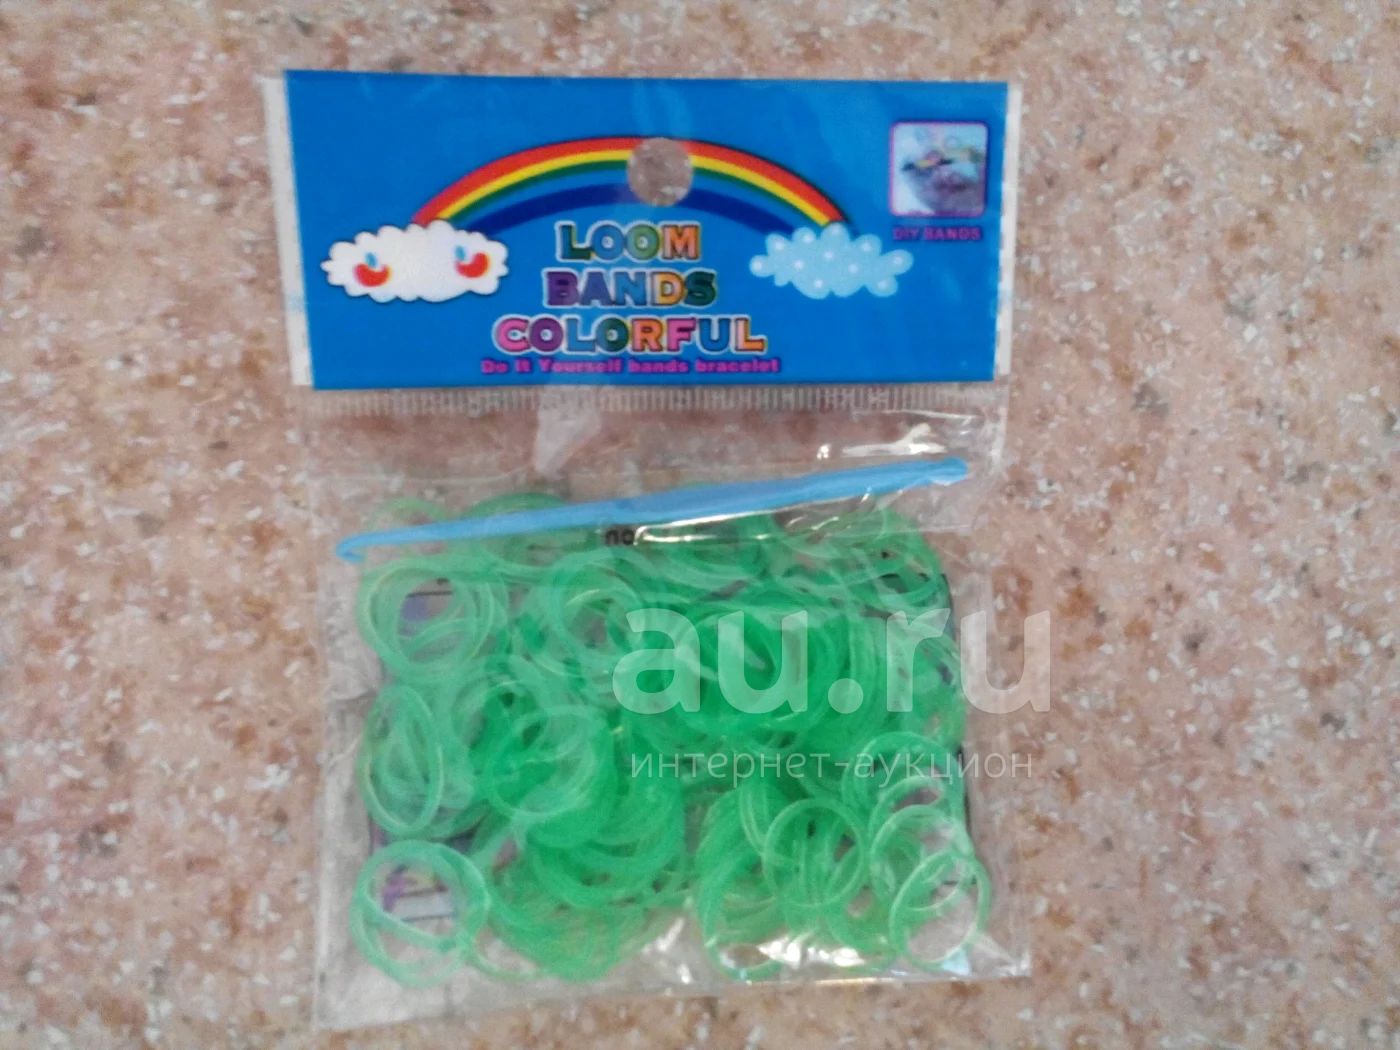 LOOM
BANDS
COLORFUL
Do It Yourself bands bracelet
DIY BANDS
au.ru
интернет-аукцион